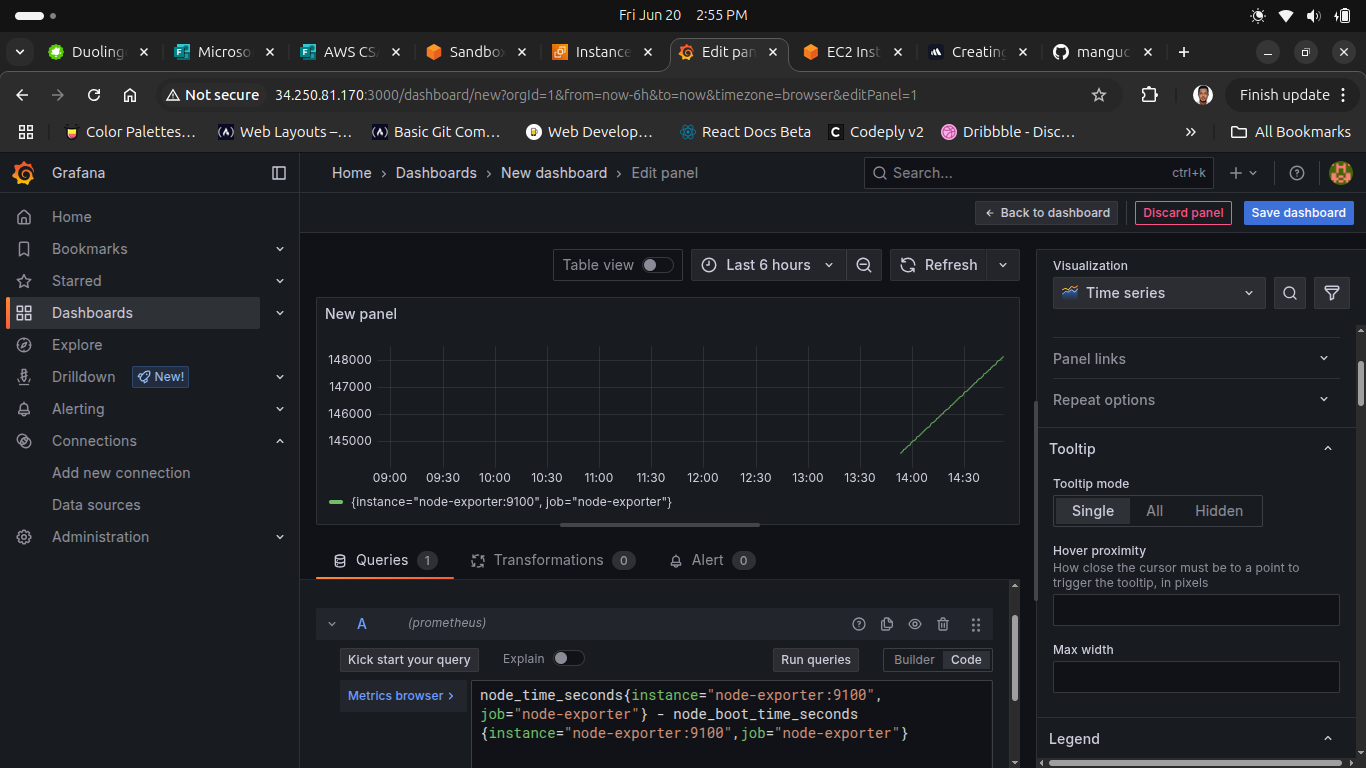 Fri Jun 20 2:55 PM
Duoling
Microso
AWS CS
Sandbox
Instance
Edit pan
EC2 Inst
Creating
manguc
Not secure 34.250.81.170:3000/dashboard/new?orgId=1&from=now-6h&to=now&timezone=browser&editPanel=1
Finish update
Color Palettes...
Web Layouts –...
Basic Git Com...
Web Develop...
React Docs Beta
Codeply v2
Dribbble - Disc...
All Bookmarks
Grafana
Home › Dashboards › New dashboard › Edit panel
Search... ctrl+k
Back to dashboard
Discard panel
Save dashboard
Home
Bookmarks
Starred
Dashboards
Explore
Drilldown New!
Alerting
Connections
Add new connection
Data sources
Administration
Table view
Last 6 hours
Refresh
New panel
148000
147000
146000
145000
09:00 09:30 10:00 10:30 11:00 11:30 12:00 12:30 13:00 13:30 14:00 14:30
{instance="node-exporter:9100", job="node-exporter"}
Queries 1
Transformations 0
Alert 0
A (prometheus)
Kick start your query
Explain
Run queries
Builder
Code
Metrics browser >
node_time_seconds{instance="node-exporter:9100",
job="node-exporter"} - node_boot_time_seconds
{instance="node-exporter:9100",job="node-exporter"}
Visualization
Time series
Panel links
Repeat options
Tooltip
Tooltip mode
Single
All
Hidden
Hover proximity
How close the cursor must be to a point to
trigger the tooltip, in pixels
Max width
Legend